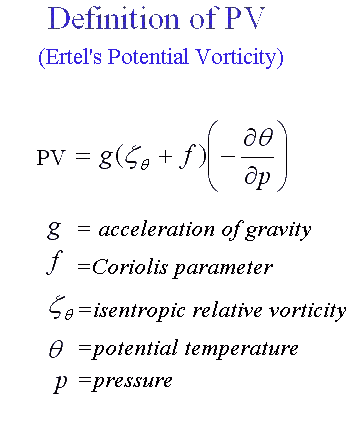 Definition of PV
(Ertel's Potential Vorticity)
PV = g(ζθ + f)(−∂θ/∂p)
g = acceleration of gravity
f =Coriolis parameter
ζθ=isentropic relative vorticity
θ =potential temperature
p =pressure